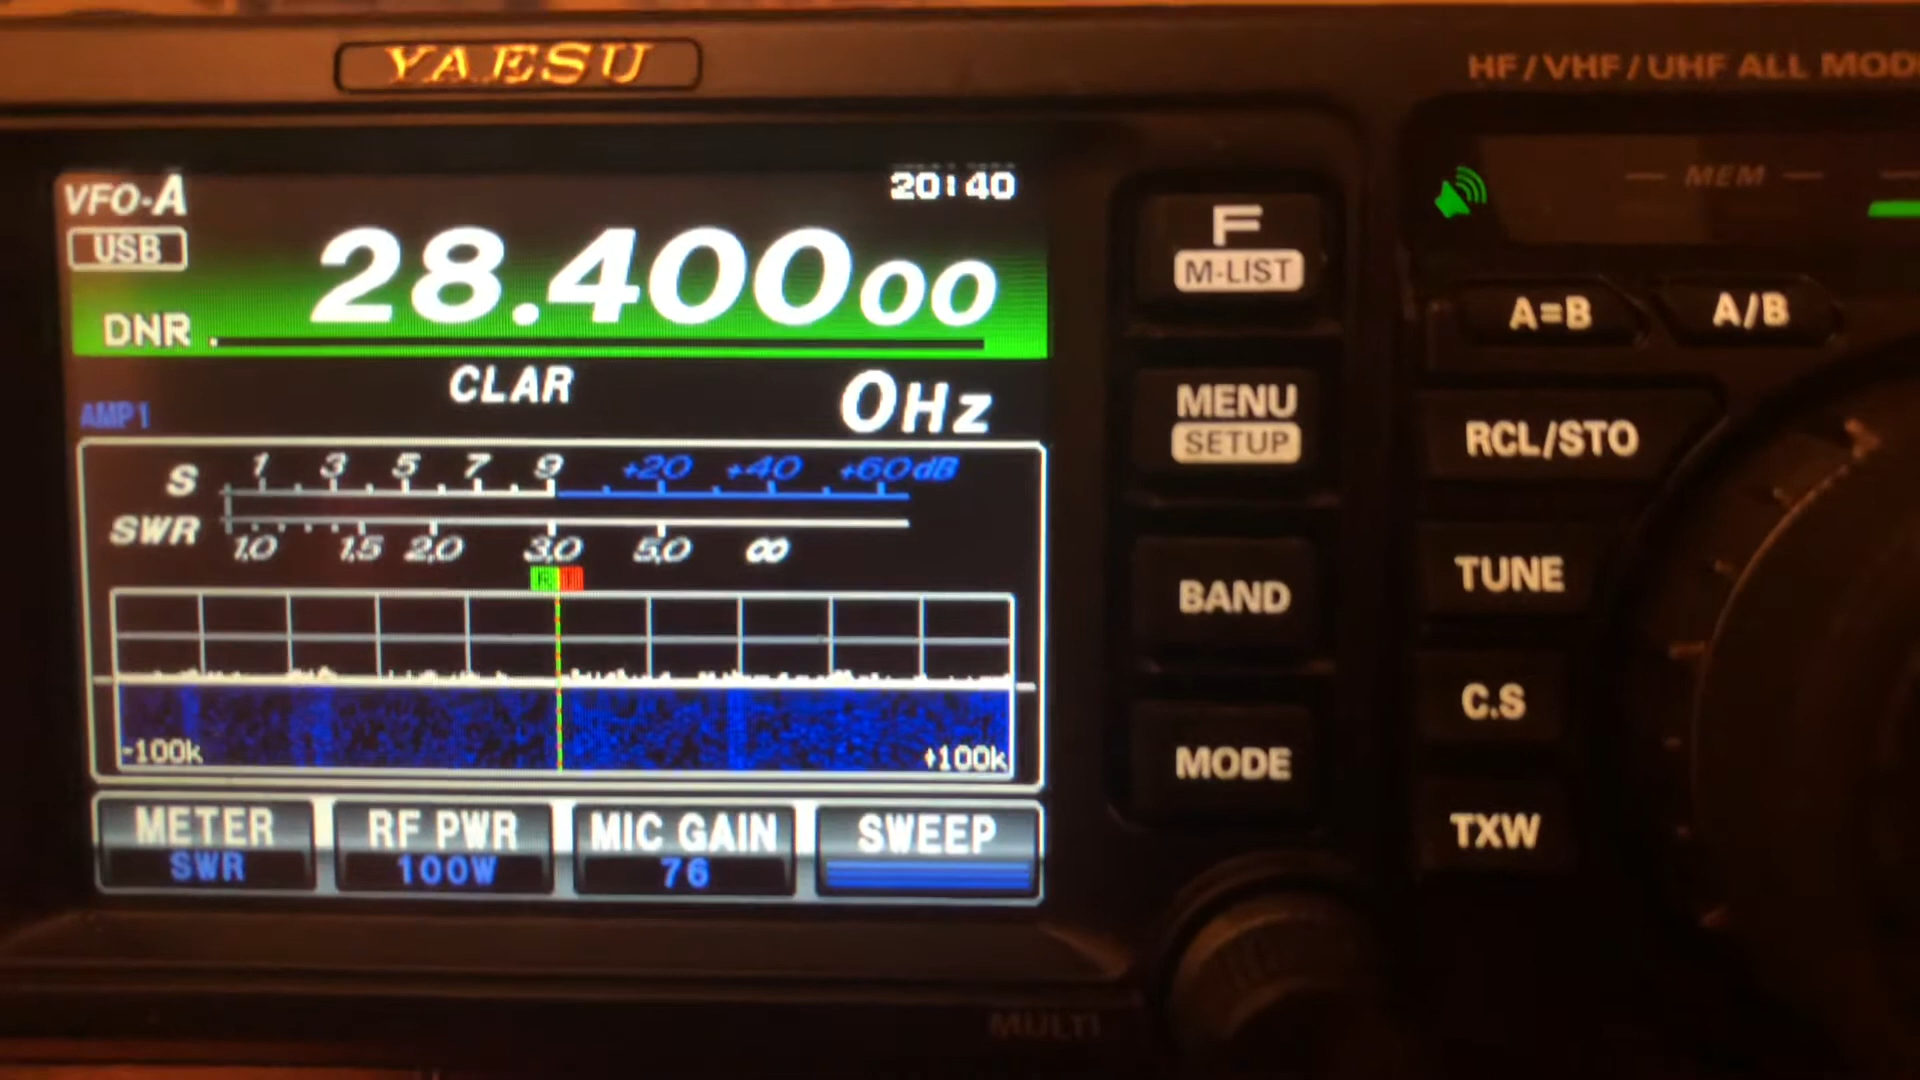 YAESU
HF/VHF/UHF ALL MOD
VFO-A
20:40
USB
28.40000
DNR
CLAR 0Hz
AMP1
S 1 3 5 7 9 +20 +40 +60dB
SWR 1.0 1.5 2.0 3.0 5.0 ∞
R
-100k +100k
METER RF PWR MIC GAIN SWEEP
SWR 100W 76
F
M-LIST
MENU
SETUP
BAND
MODE
MULTI
MEM
A=B A/B
RCL/STO
TUNE
C.S
TXW